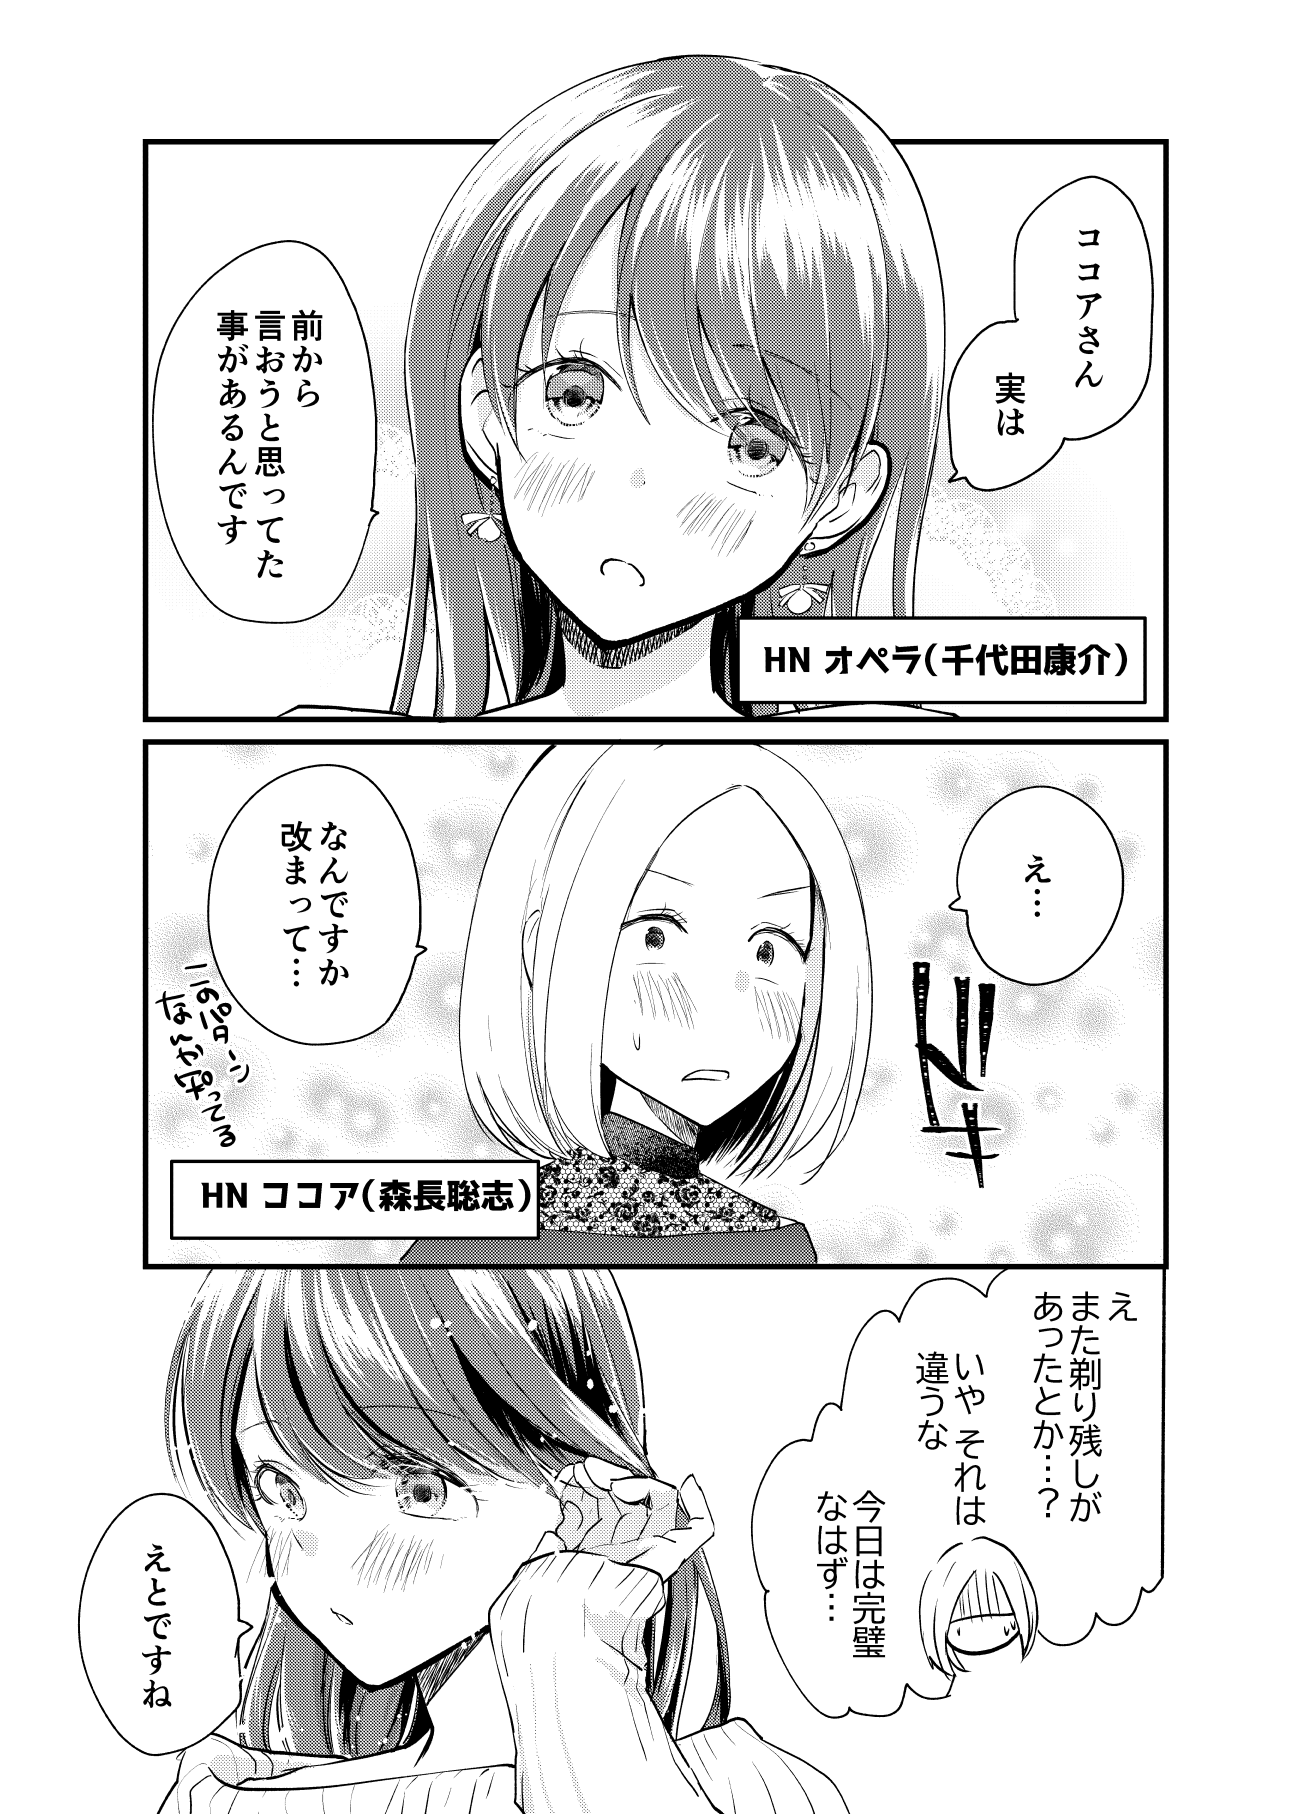 ココアさん
実は
前から
言おうと思ってた
事があるんです
HN オペラ(千代田康介)
え…
ドキ
なんですか
改まって…
このパターン
なんか知ってる
HN ココア(森長聡志)
え
また剃り残しが
あったとか…?
いや それは
違うな
今日は完璧
なはず…
えとですね